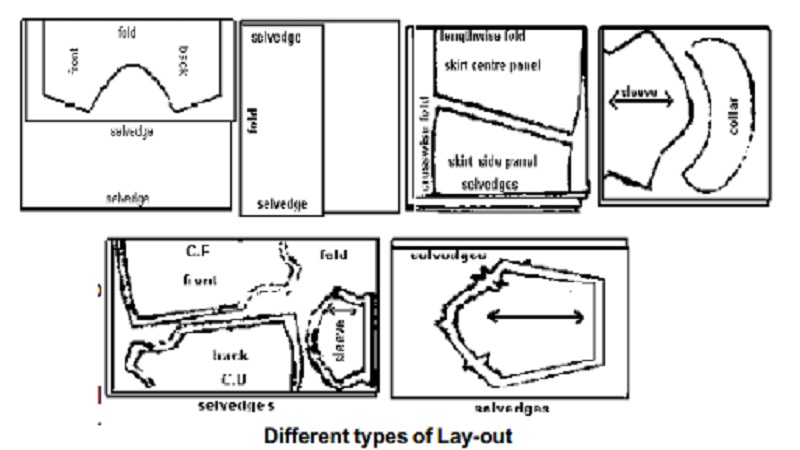 fold
front
back
selvedge
selvedge
selvedge
fold
selvedge
lengthwise fold
skirt centre panel
crosswise fold
skirt side panel
selvedges
sleeve
collar
C.F
front
fold
sleeve
back
C.B
selvedges
selvedges
selvedges
Different types of Lay-out